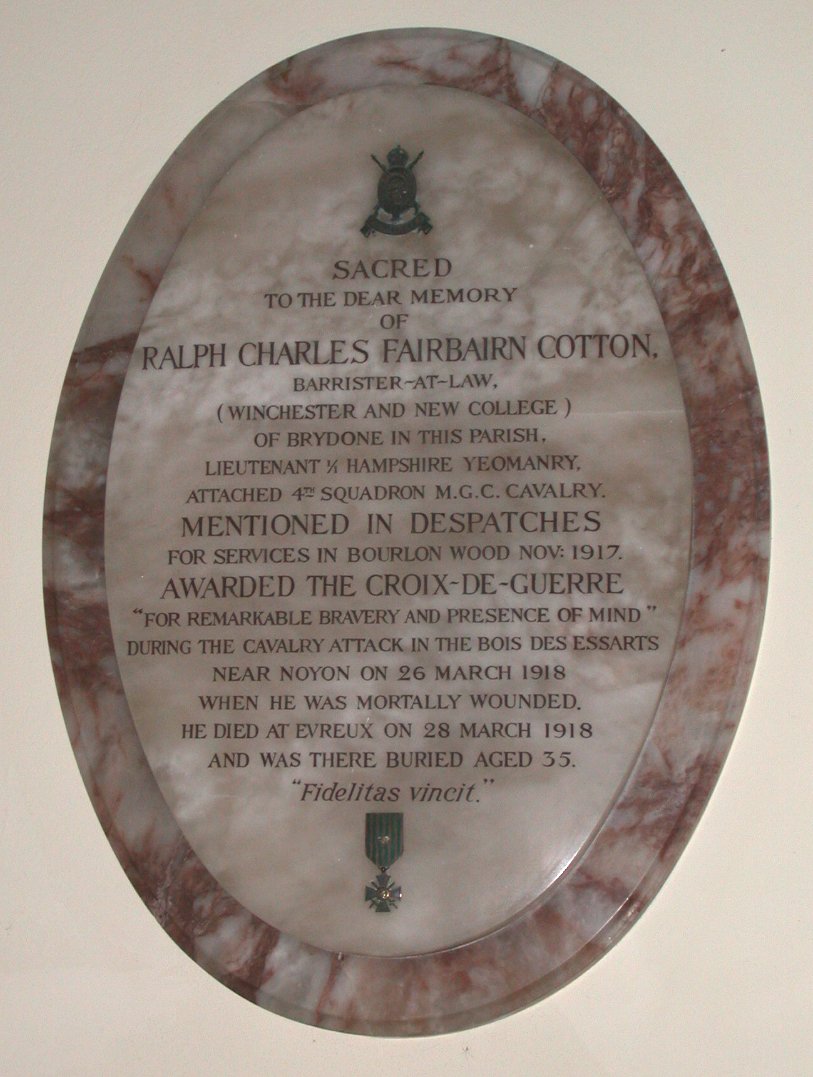 SACRED
TO THE DEAR MEMORY
OF
RALPH CHARLES FAIRBAIRN COTTON,
BARRISTER-AT-LAW,
(WINCHESTER AND NEW COLLEGE)
OF BRYDONE IN THIS PARISH,
LIEUTENANT 1/1 HAMPSHIRE YEOMANRY,
ATTACHED 4TH SQUADRON M.G.C. CAVALRY.
MENTIONED IN DESPATCHES
FOR SERVICES IN BOURLON WOOD NOV: 1917.
AWARDED THE CROIX-DE-GUERRE
"FOR REMARKABLE BRAVERY AND PRESENCE OF MIND"
DURING THE CAVALRY ATTACK IN THE BOIS DES ESSARTS
NEAR NOYON ON 26 MARCH 1918
WHEN HE WAS MORTALLY WOUNDED.
HE DIED AT EVREUX ON 28 MARCH 1918
AND WAS THERE BURIED AGED 35.
"Fidelitas vincit."